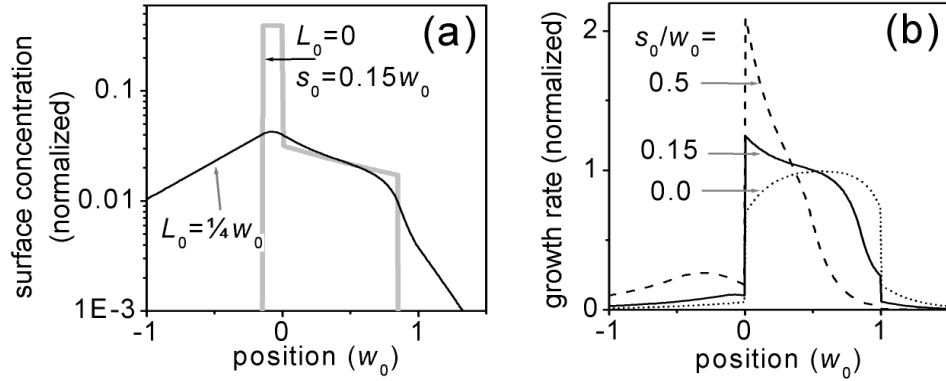 (a)
L₀=0
s₀=0.15w₀
L₀=¼w₀
surface concentration
(normalized)
0.1
0.01
1E-3
-1
0
1
position (w₀)
(b)
s₀/w₀=
0.5
0.15
0.0
growth rate (normalized)
2
1
0
-1
0
1
position (w₀)